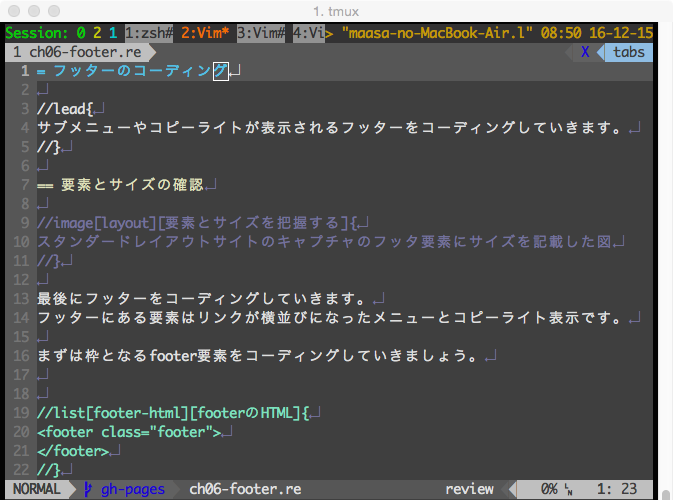 1. tmux
Session: 0 2 1 1:zsh# 2:Vim* 3:Vim# 4:Vi> "maasa-no-MacBook-Air.l" 08:50 16-12-15
1 ch06-footer.re X tabs
1 = フッターのコーディング
2
3 //lead{
4 サブメニューやコピーライトが表示されるフッターをコーディングしていきます。
5 //}
6
7 == 要素とサイズの確認
8
9 //image[layout][要素とサイズを把握する]{
10 スタンダードレイアウトサイトのキャプチャのフッタ要素にサイズを記載した図
11 //}
12
13 最後にフッターをコーディングしていきます。
14 フッターにある要素はリンクが横並びになったメニューとコピーライト表示です。
15
16 まずは枠となるfooter要素をコーディングしていきましょう。
17
18
19 //list[footer-html][footerのHTML]{
20 <footer class="footer">
21 </footer>
22 //}
NORMAL gh-pages ch06-footer.re review 0% 1: 23